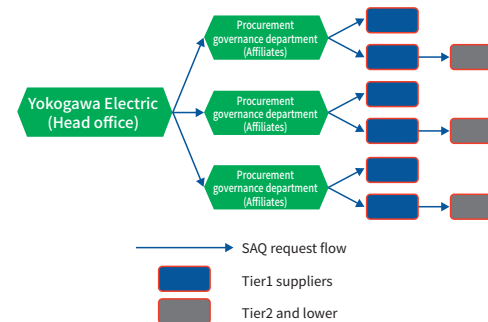 Procurement
governance department
(Affiliates)
Yokogawa Electric
(Head office)
Procurement
governance department
(Affiliates)
Procurement
governance department
(Affiliates)
SAQ request flow
Tier1 suppliers
Tier2 and lower